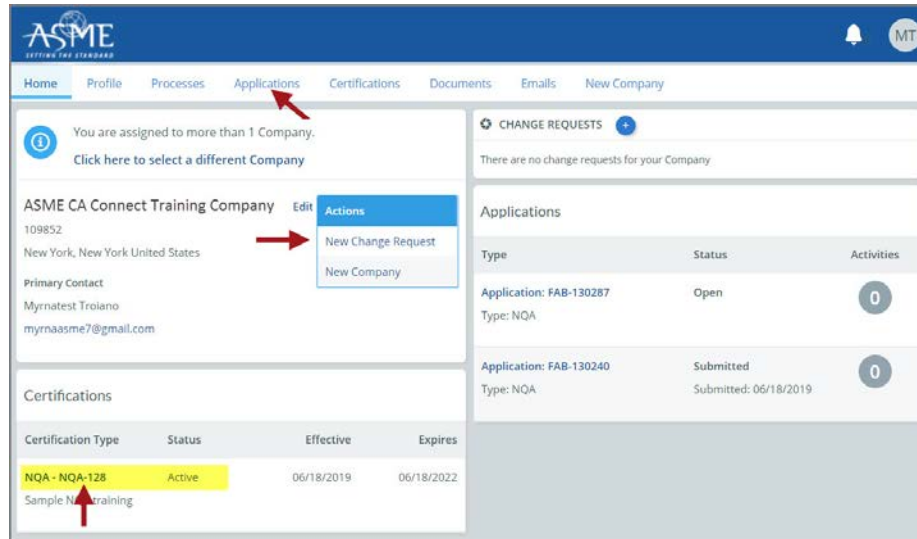 ASME
SETTING THE STANDARD
MT
Home Profile Processes Applications Certifications Documents Emails New Company
You are assigned to more than 1 Company.
Click here to select a different Company
ASME CA Connect Training Company Edit
109852
New York, New York United States
Primary Contact
Myrnatest Troiano
myrnaasme7@gmail.com
Actions
New Change Request
New Company
Certifications
Certification Type Status Effective Expires
NQA - NQA-128 Active 06/18/2019 06/18/2022
Sample training
CHANGE REQUESTS
There are no change requests for your Company
Applications
Type Status Activities
Application: FAB-130287 Open 0
Type: NQA
Application: FAB-130240 Submitted 0
Type: NQA Submitted: 06/18/2019